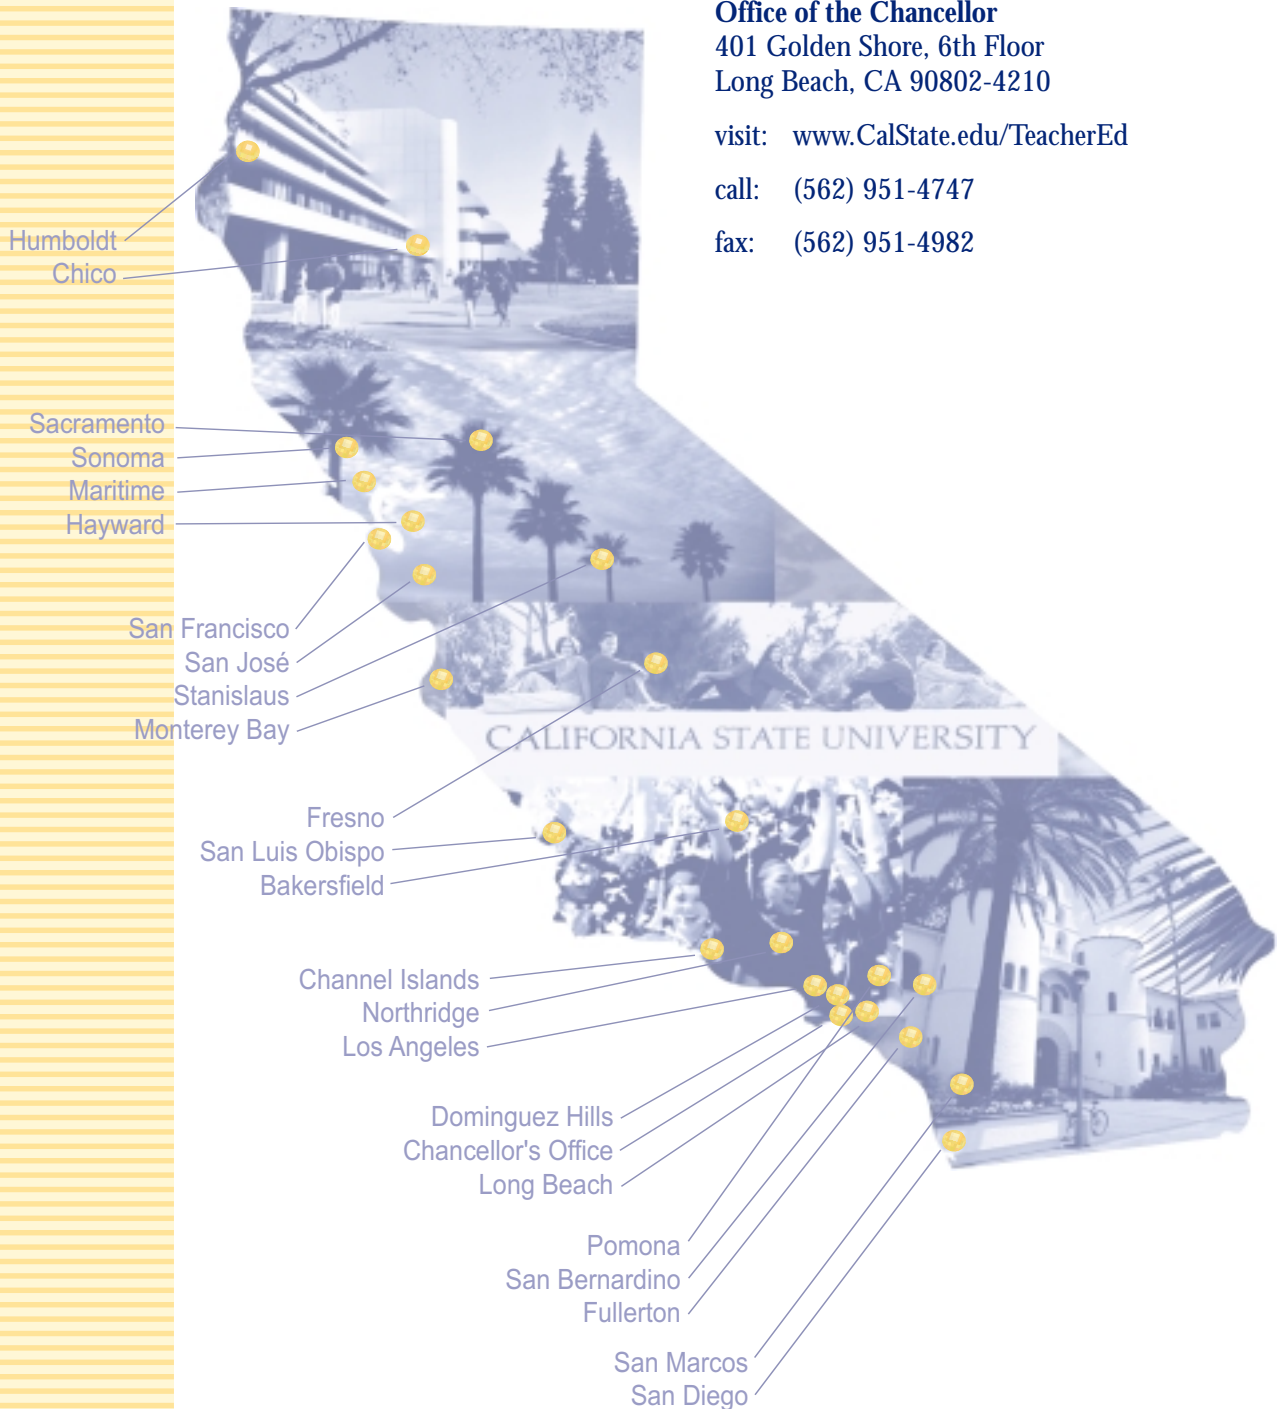 Office of the Chancellor
401 Golden Shore, 6th Floor
Long Beach, CA 90802-4210
visit: www.CalState.edu/TeacherEd
call: (562) 951-4747
fax: (562) 951-4982
Humboldt
Chico
Sacramento
Sonoma
Maritime
Hayward
San Francisco
San José
Stanislaus
Monterey Bay
CALIFORNIA STATE UNIVERSITY
Fresno
San Luis Obispo
Bakersfield
Channel Islands
Northridge
Los Angeles
Dominguez Hills
Chancellor's Office
Long Beach
Pomona
San Bernardino
Fullerton
San Marcos
San Diego